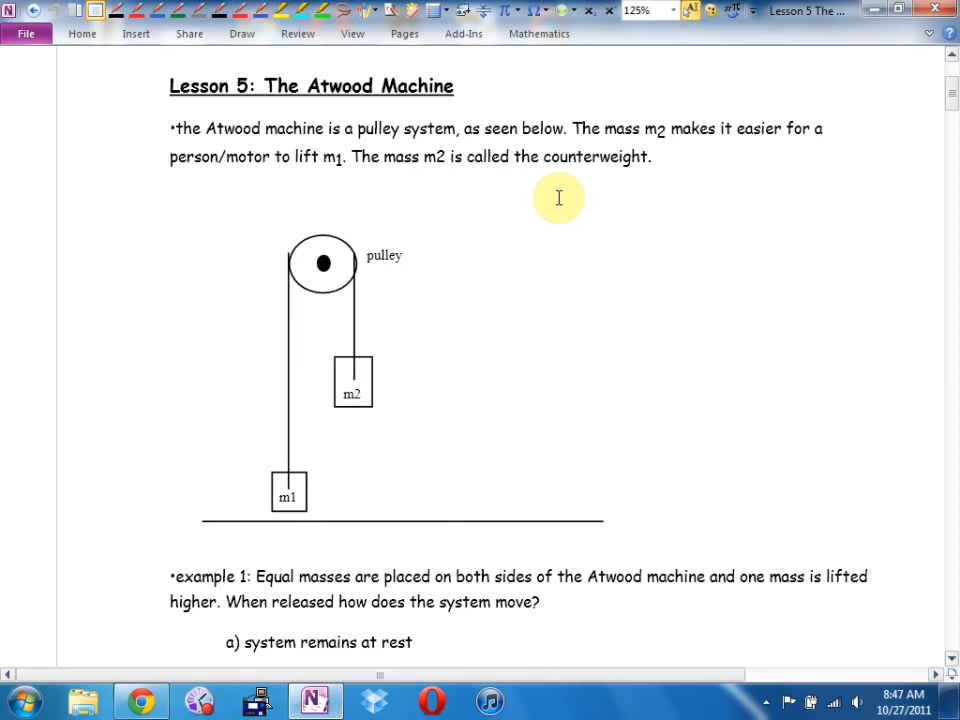 125%
Lesson 5 The ...
File Home Insert Share Draw Review View Pages Add-Ins Mathematics
Lesson 5: The Atwood Machine
•the Atwood machine is a pulley system, as seen below. The mass m2 makes it easier for a
person/motor to lift m1. The mass m2 is called the counterweight.
pulley
m2
m1
•example 1: Equal masses are placed on both sides of the Atwood machine and one mass is lifted
higher. When released how does the system move?
a) system remains at rest
8:47 AM
10/27/2011